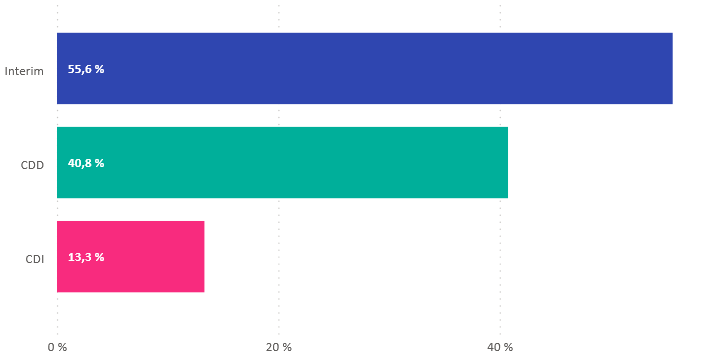 Interim
55,6 %
CDD
40,8 %
CDI
13,3 %
0 %
20 %
40 %